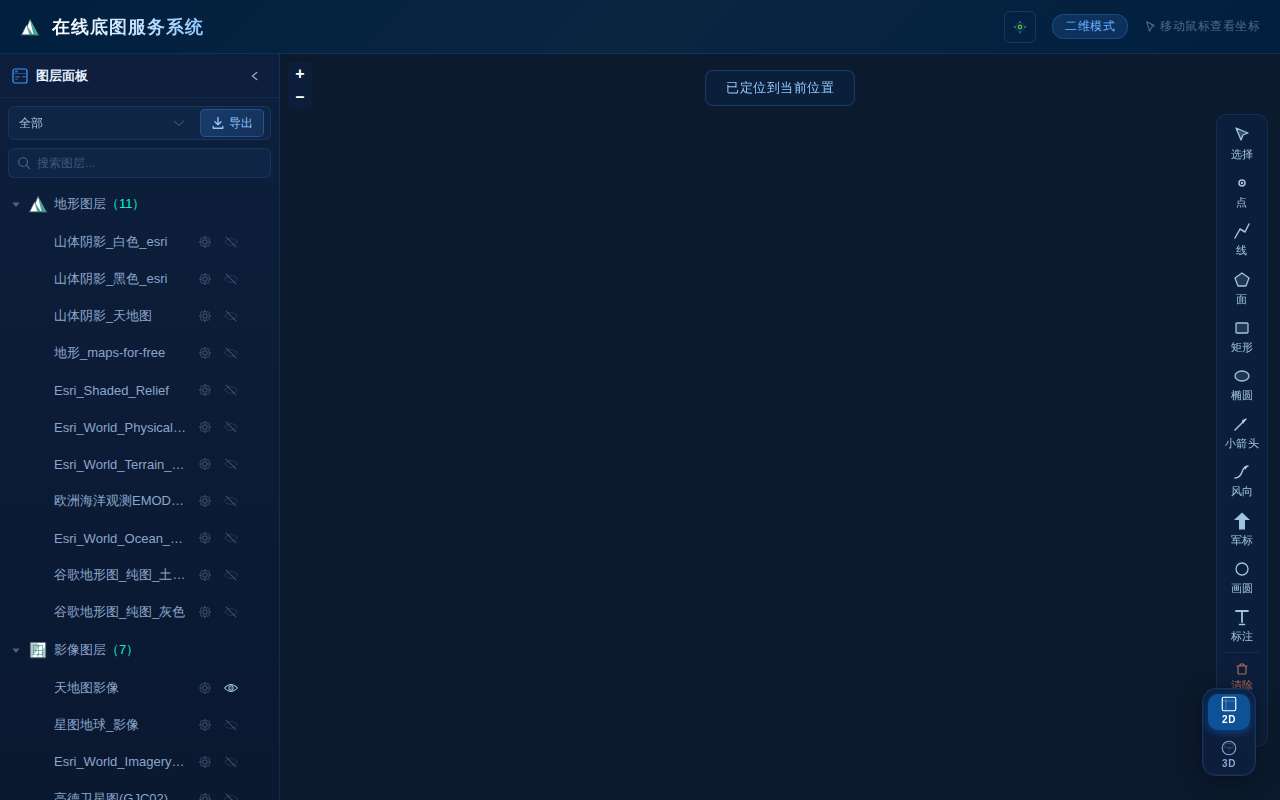 在线底图服务系统
二维模式
移动鼠标查看坐标
图层面板
已定位到当前位置
全部
导出
搜索图层...
地形图层（11）
山体阴影_白色_esri
山体阴影_黑色_esri
山体阴影_天地图
地形_maps-for-free
Esri_Shaded_Relief
Esri_World_Physical...
Esri_World_Terrain_...
欧洲海洋观测EMOD...
Esri_World_Ocean_...
谷歌地形图_纯图_土...
谷歌地形图_纯图_灰色
影像图层（7）
天地图影像
星图地球_影像
Esri_World_Imagery...
高德卫星图(GJC02)
+
−
选择
点
线
面
矩形
椭圆
小箭头
风向
军标
画圆
标注
清除
2D
3D